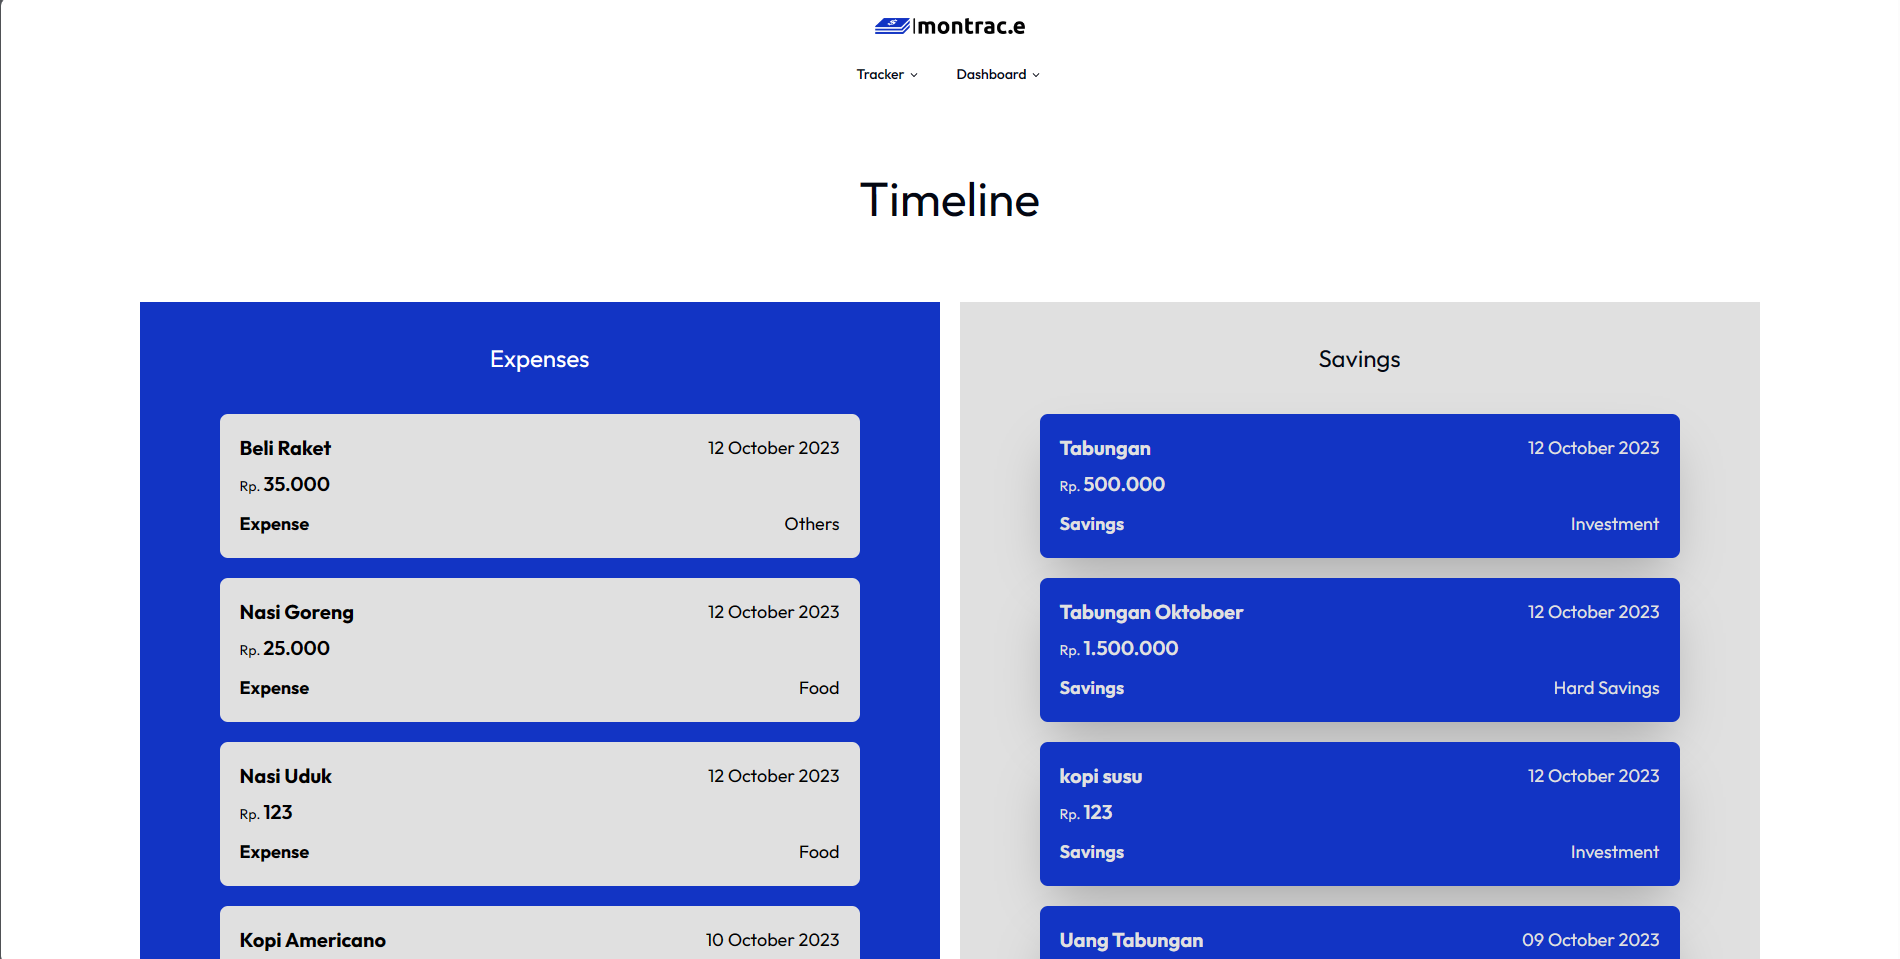 montrac.e
Tracker
Dashboard
Timeline
Expenses
Beli Raket
12 October 2023
Rp. 35.000
Expense
Others
Nasi Goreng
12 October 2023
Rp. 25.000
Expense
Food
Nasi Uduk
12 October 2023
Rp. 123
Expense
Food
Kopi Americano
10 October 2023
Savings
Tabungan
12 October 2023
Rp. 500.000
Savings
Investment
Tabungan Oktoboer
12 October 2023
Rp. 1.500.000
Savings
Hard Savings
kopi susu
12 October 2023
Rp. 123
Savings
Investment
Uang Tabungan
09 October 2023